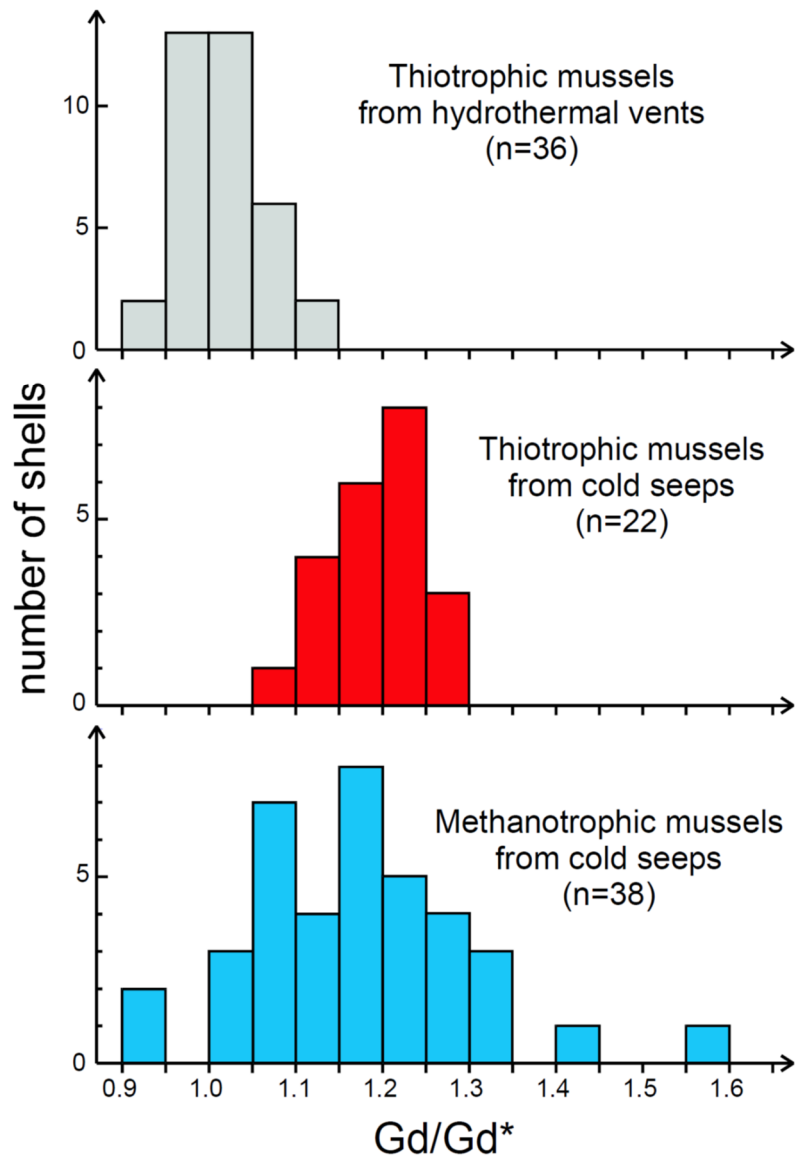 10
5
0
Thiotrophic mussels
from hydrothermal vents
(n=36)
number of shells
5
0
Thiotrophic mussels
from cold seeps
(n=22)
5
0
Methanotrophic mussels
from cold seeps
(n=38)
0.9 1.0 1.1 1.2 1.3 1.4 1.5 1.6
Gd/Gd*